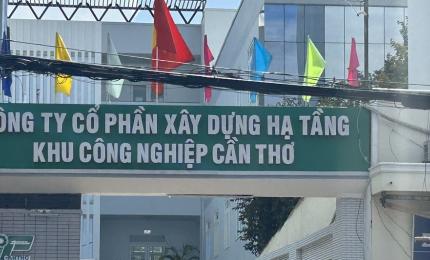 ÔNG TY CỔ PHẦN XÂY DỰNG HẠ TẦNG
KHU CÔNG NGHIỆP CẦN THƠ